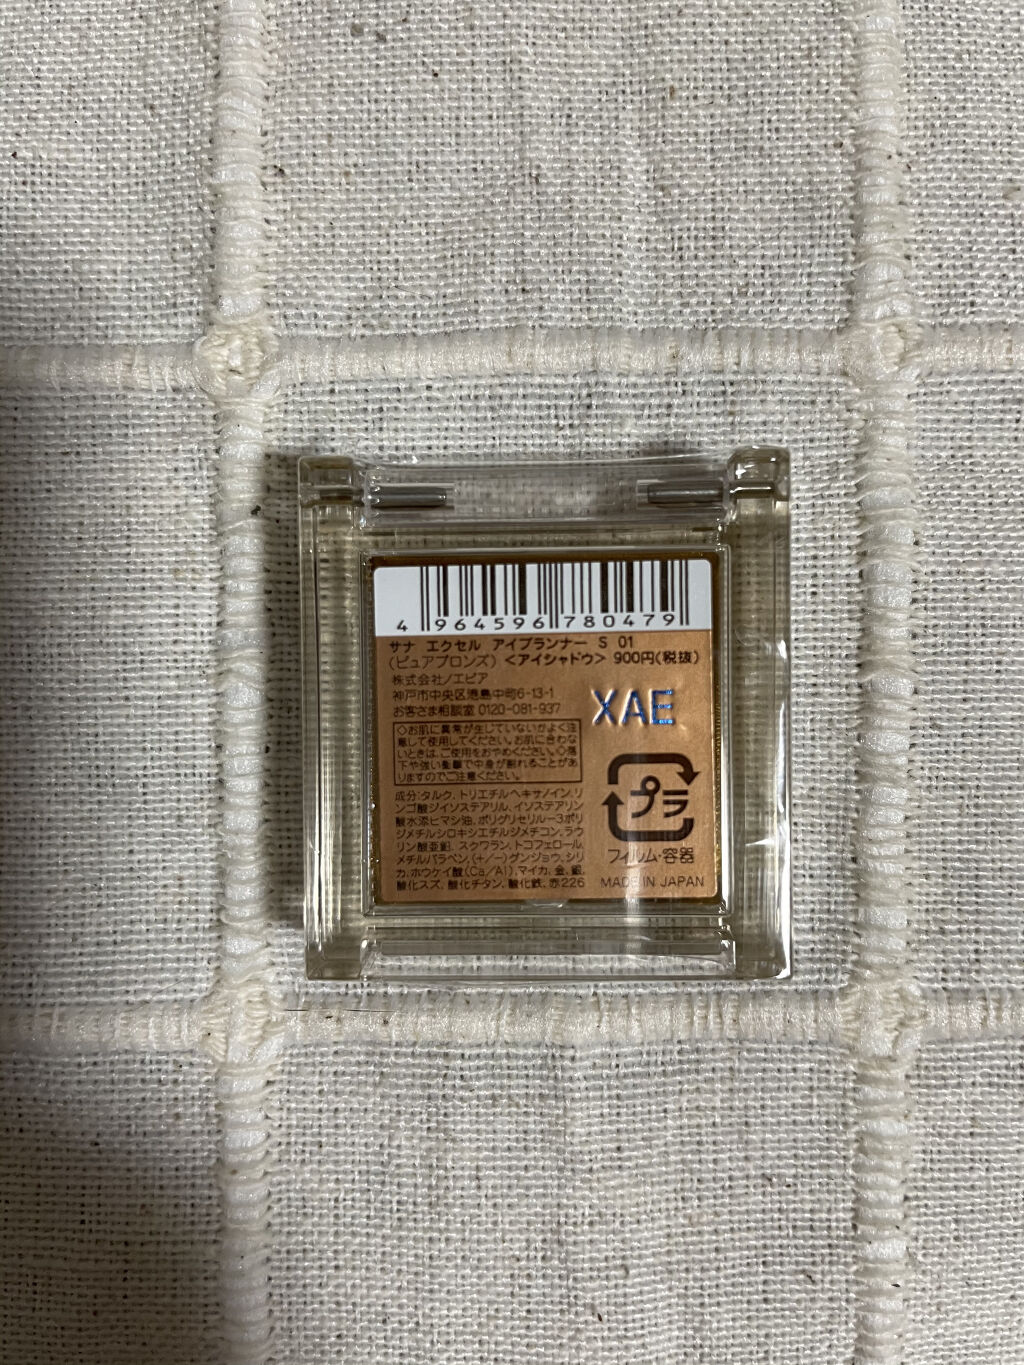 4 964596 780479
サナ エクセル アイプランナー S 01
(ピュアブロンズ) <アイシャドウ> 900円(税抜)
株式会社ノエビア
神戸市中央区港島中町6-13-1
お客さま相談室 0120-081-937
XAE
◇お肌に異常が生じていないかよく注
意して使用してください。お肌に合わな
いときは、ご使用をおやめください。◇落
下や強い衝撃で中身が割れることがあ
りますのでご注意ください。
成分:タルク、トリエチルヘキサノイン、リ
ンゴ酸ジイソステアリル、イソステアリン
酸水添ヒマシ油、ポリグリセリル-3ポリ
ジメチルシロキシエチルジメチコン、ラウ
リン酸亜鉛、スクワラン、トコフェロール、
メチルパラベン、(+/-)グンジョウ、シリ
カ、ホウケイ酸(Ca/Al)、マイカ、金、銀、
酸化スズ、酸化チタン、酸化鉄、赤226
プラ
フィルム・容器
MADE IN JAPAN